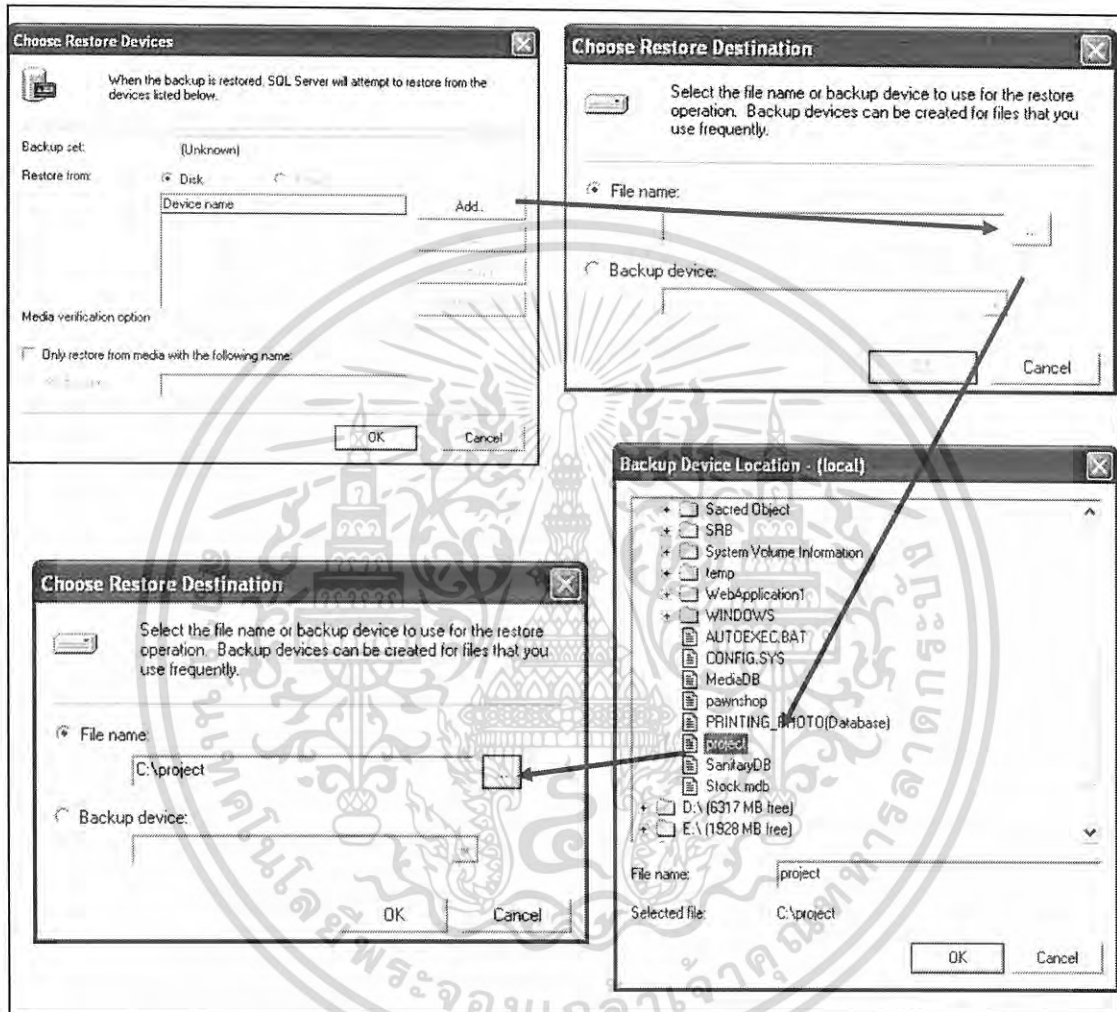 Choose Restore Devices
When the backup is restored, SQL Server will attempt to restore from the
devices listed below.
Backup set:
(Unknown)
Restore from:
Disk
Device name
Add...
Media verification option
Only restore from media with the following name:
OK
Cancel
Choose Restore Destination
Select the file name or backup device to use for the restore
operation. Backup devices can be created for files that you
use frequently.
File name:
...
Backup device:
Cancel
Backup Device Location - (local)
Sacred Object
SRB
System Volume Information
temp
WebApplication1
WINDOWS
AUTOEXEC.BAT
CONFIG.SYS
MediaDB
pawnshop
PRINTING_PHOTO(Database)
project
SanitaryDB
Stock.mdb
D:\ (6317 MB free)
E:\ (1928 MB free)
File name:
project
Selected file:
C:\project
OK
Cancel
Choose Restore Destination
Select the file name or backup device to use for the restore
operation. Backup devices can be created for files that you
use frequently.
File name:
C:\project
...
Backup device:
OK
Cancel